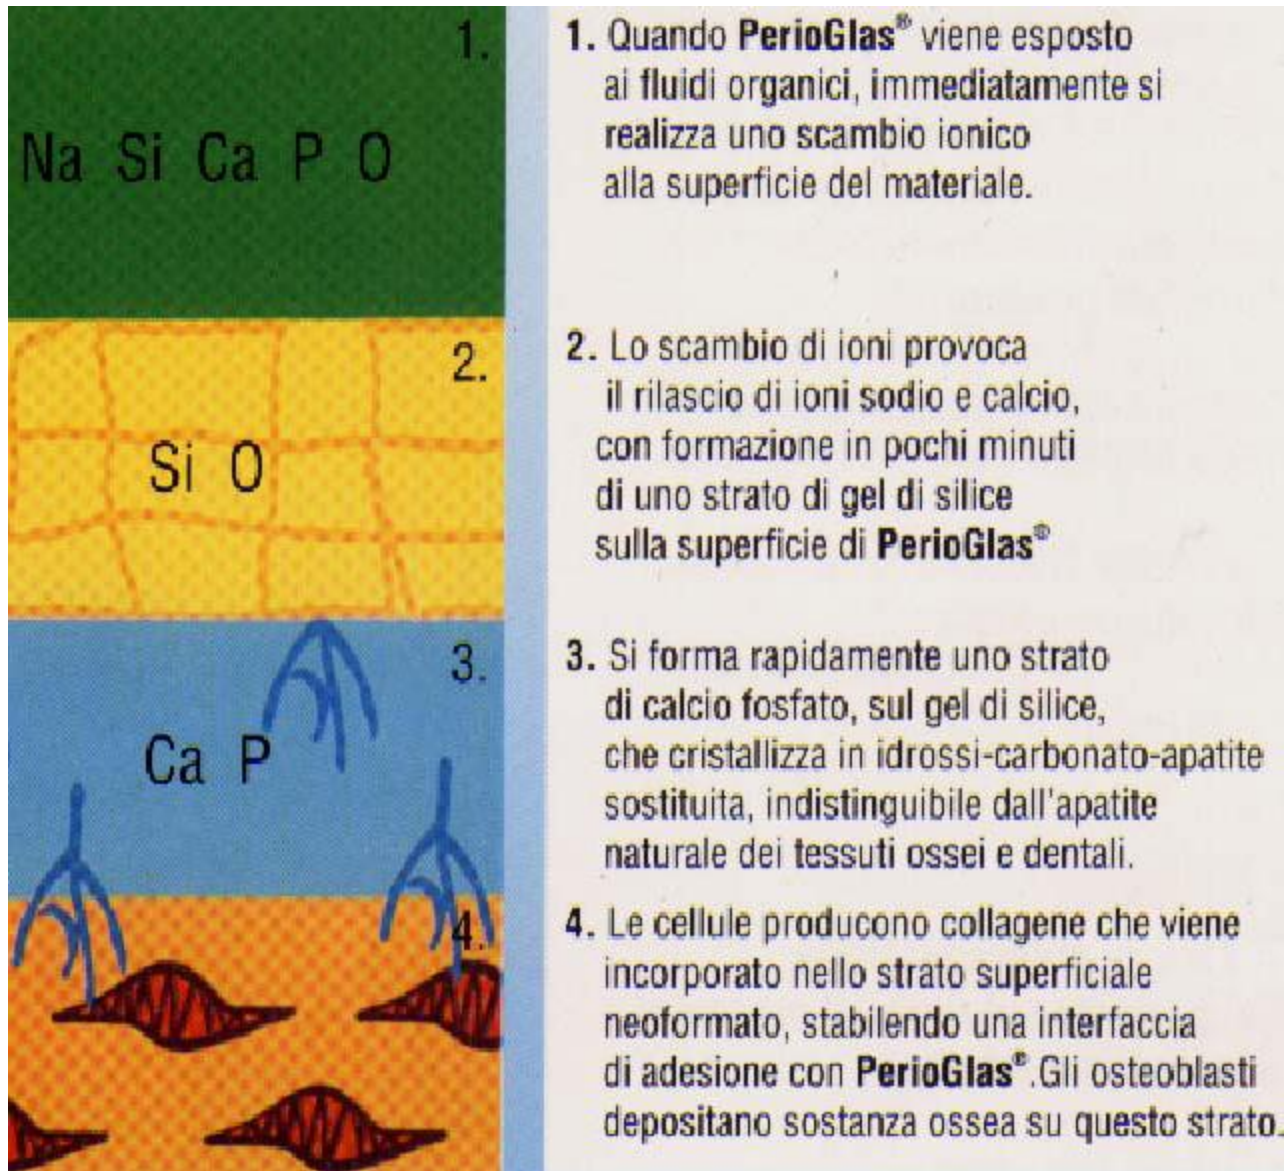 1.
Na Si Ca P O
2.
Si O
3.
Ca P
4.
1. Quando PerioGlas® viene esposto
ai fluidi organici, immediatamente si
realizza uno scambio ionico
alla superficie del materiale.
2. Lo scambio di ioni provoca
il rilascio di ioni sodio e calcio,
con formazione in pochi minuti
di uno strato di gel di silice
sulla superficie di PerioGlas®
3. Si forma rapidamente uno strato
di calcio fosfato, sul gel di silice,
che cristallizza in idrossi-carbonato-apatite
sostituita, indistinguibile dall'apatite
naturale dei tessuti ossei e dentali.
4. Le cellule producono collagene che viene
incorporato nello strato superficiale
neoformato, stabilendo una interfaccia
di adesione con PerioGlas®.Gli osteoblasti
depositano sostanza ossea su questo strato.